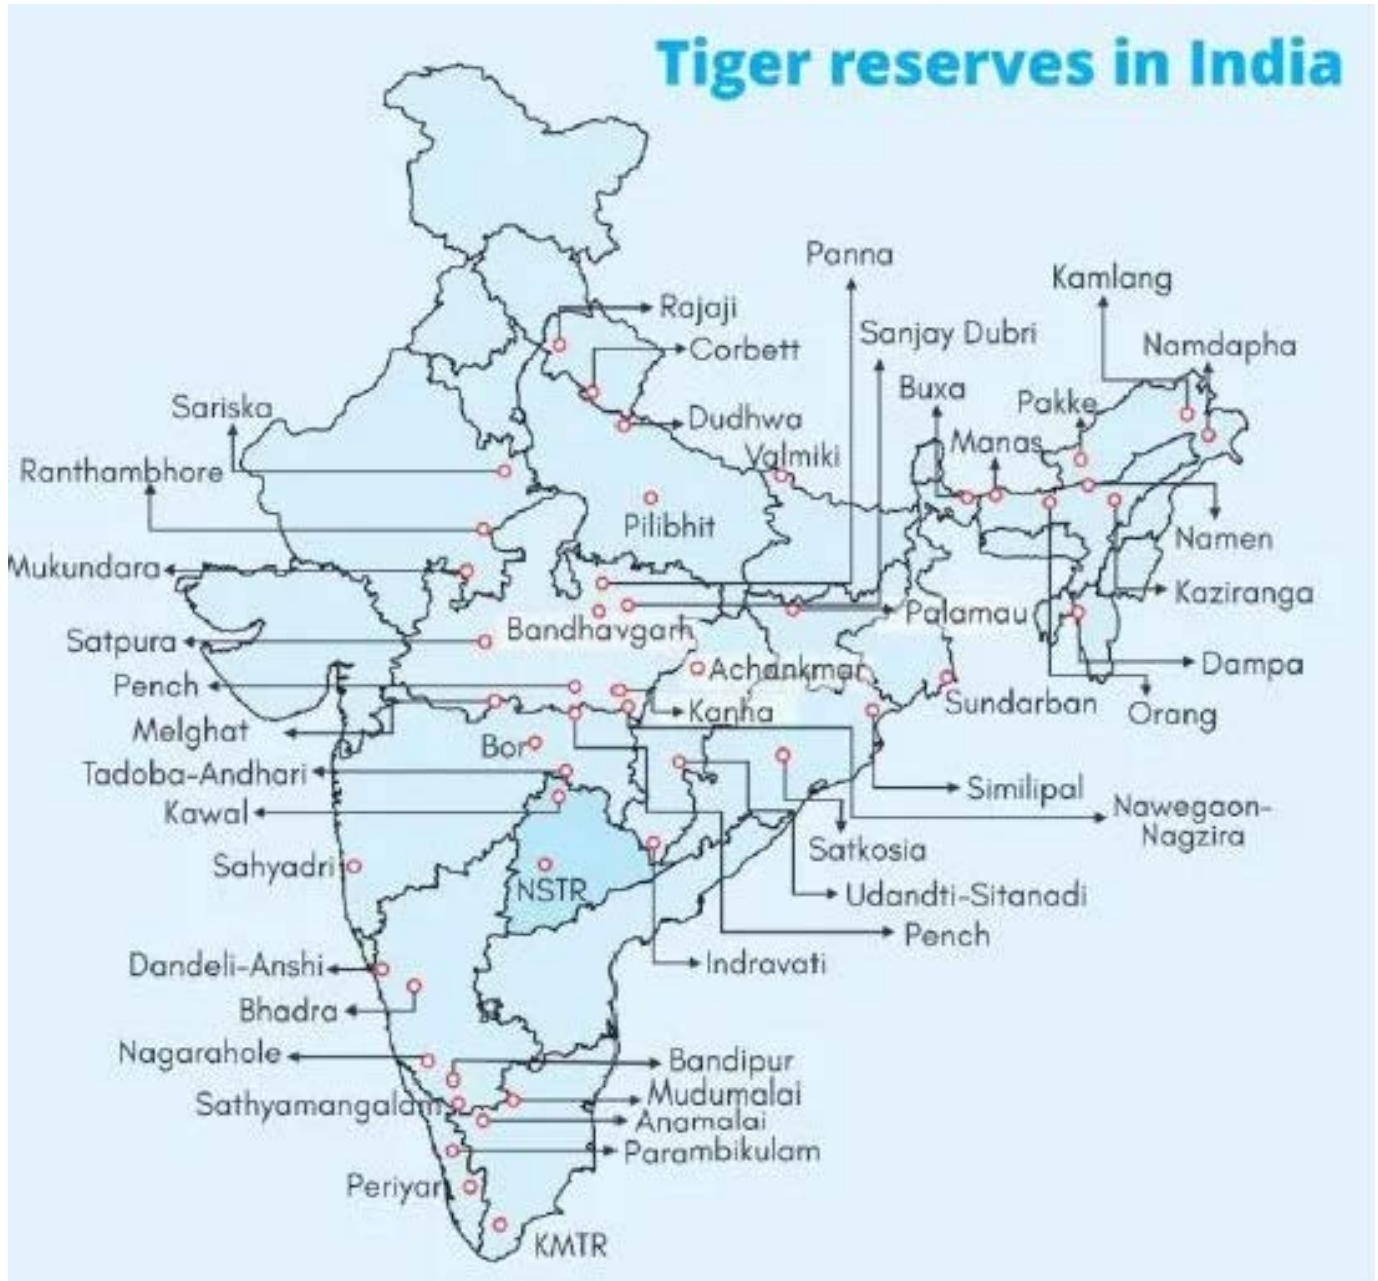 Tiger reserves in India
Panna
Kamlang
Rajaji
Sanjay Dubri
Corbett
Namdapha
Buxa
Pakke
Sariska
Dudhwa
Manas
Valmiki
Ranthambhore
Pilibhit
Namen
Mukundara
Kaziranga
Palamau
Bandhavgarh
Satpura
Achankmar
Dampa
Pench
Kanha
Sundarban
Orang
Melghat
Bor
Tadoba-Andhari
Similipal
Kawal
Nawegaon-
Nagzira
Satkosia
Sahyadri
NSTR
Udandti-Sitanadi
Pench
Dandeli-Anshi
Indravati
Bhadra
Nagarahole
Bandipur
Mudumalai
Sathyamangalam
Anamalai
Parambikulam
Periyar
KMTR